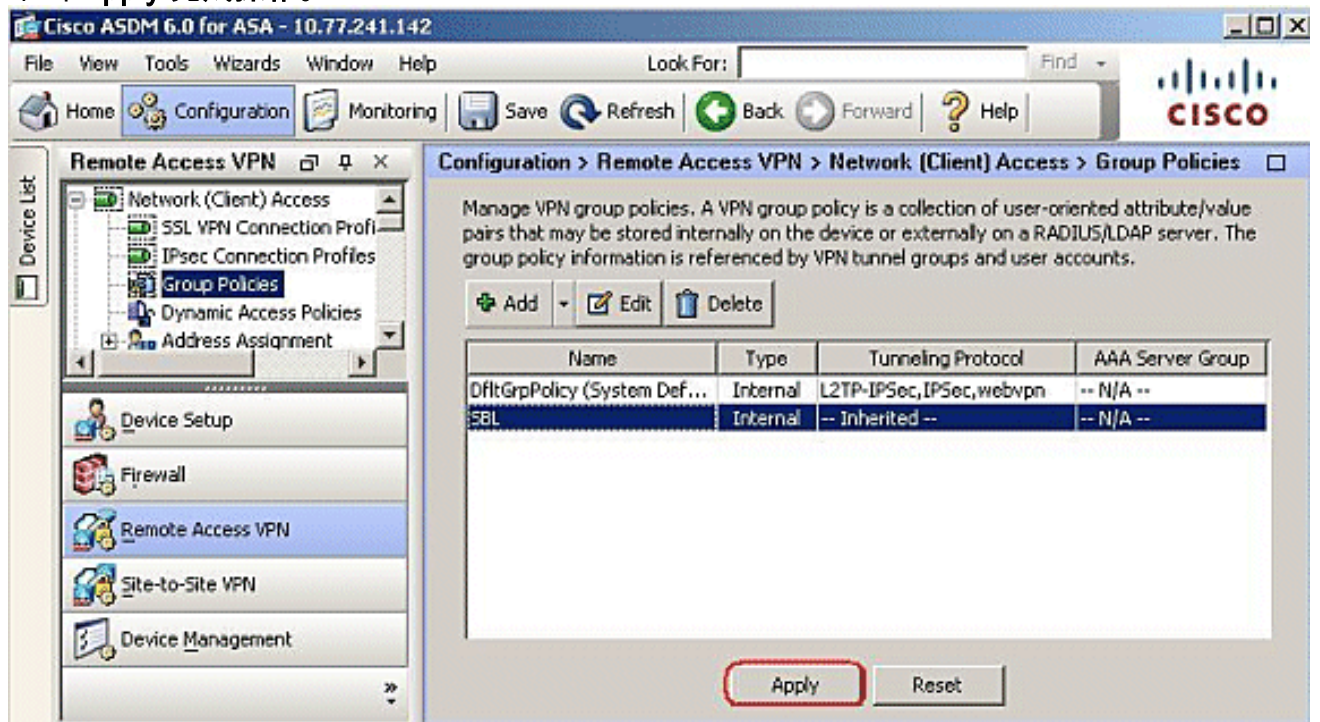 Cisco ASDM 6.0 for ASA - 10.77.241.142
File View Tools Wizards Window Help Look For: Find
Home Configuration Monitoring Save Refresh Back Forward Help
CISCO
Device List
Remote Access VPN
Network (Client) Access
SSL VPN Connection Profi
IPsec Connection Profiles
Group Policies
Dynamic Access Policies
Address Assignment
Device Setup
Firewall
Remote Access VPN
Site-to-Site VPN
Device Management
Configuration > Remote Access VPN > Network (Client) Access > Group Policies
Manage VPN group policies. A VPN group policy is a collection of user-oriented attribute/value
pairs that may be stored internally on the device or externally on a RADIUS/LDAP server. The
group policy information is referenced by VPN tunnel groups and user accounts.
Add Edit Delete
Name Type Tunneling Protocol AAA Server Group
DfltGrpPolicy (System Def... Internal L2TP-IPSec,IPSec,webvpn -- N/A --
SBL Internal -- Inherited -- -- N/A --
Apply Reset